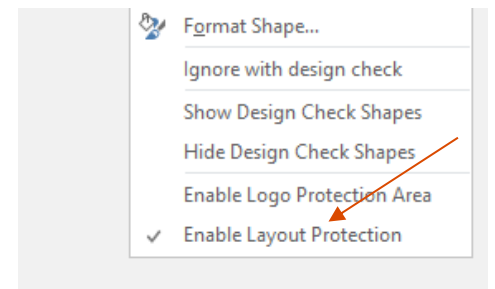 Format Shape...
Ignore with design check
Show Design Check Shapes
Hide Design Check Shapes
Enable Logo Protection Area
Enable Layout Protection